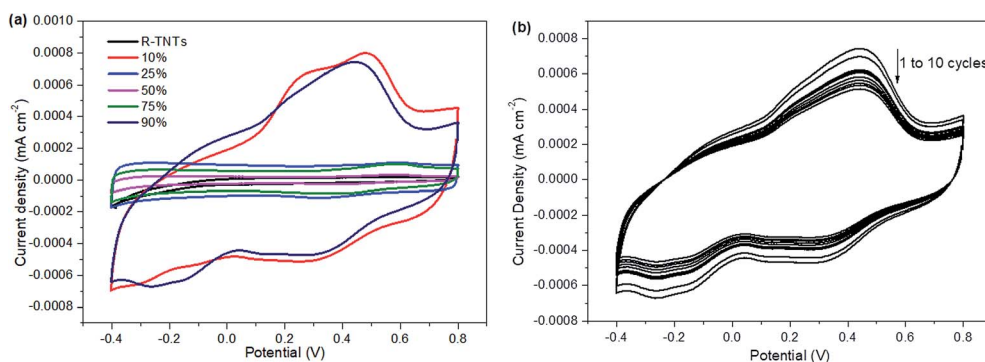 (a)
0.0010
0.0008
0.0006
0.0004
0.0002
0.0000
-0.0002
-0.0004
-0.0006
-0.0008
Current density (mA cm⁻²)
R-TNTs
10%
25%
50%
75%
90%
-0.4 -0.2 0.0 0.2 0.4 0.6 0.8
Potential (V)
(b)
0.0008
0.0006
0.0004
0.0002
0.0000
-0.0002
-0.0004
-0.0006
-0.0008
Current Density (mA cm⁻²)
1 to 10 cycles
-0.4 -0.2 0.0 0.2 0.4 0.6 0.8
Potential (V)